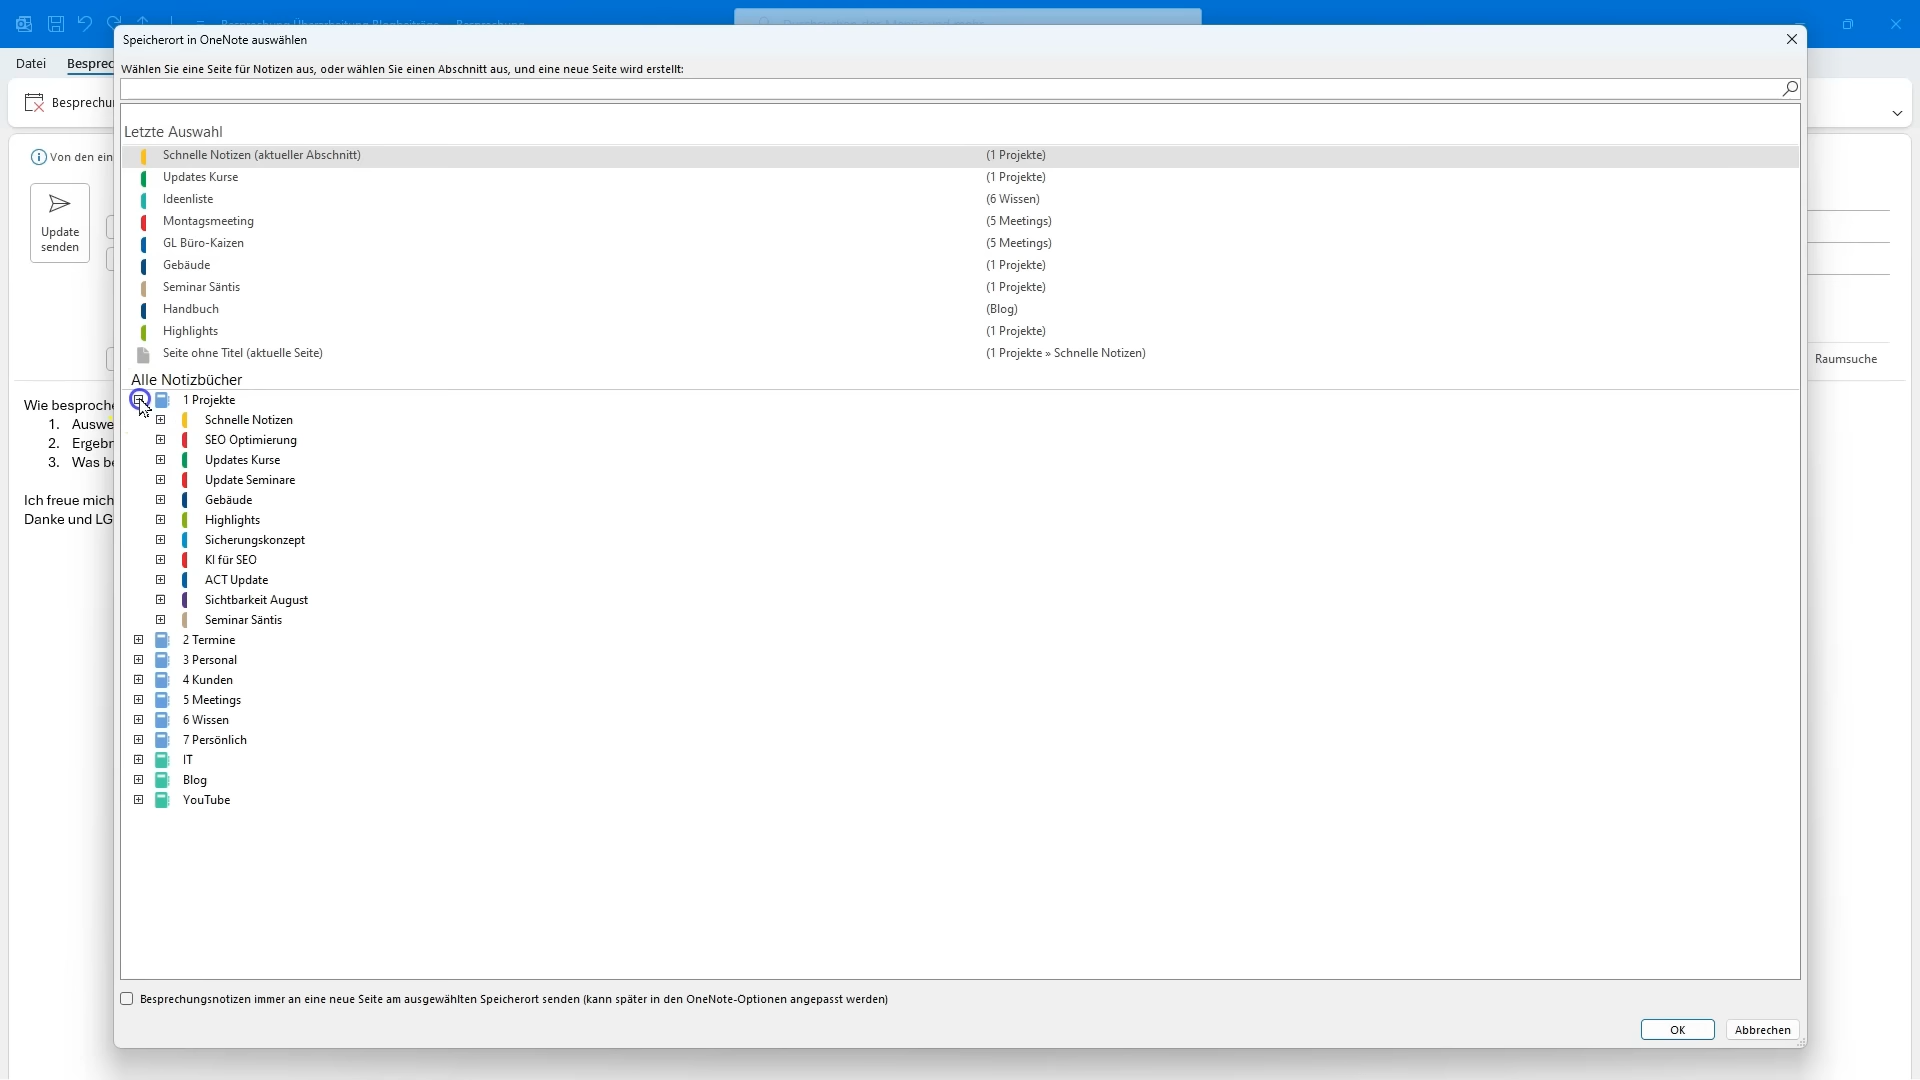 Speicherort in OneNote auswählen
Datei
Wählen Sie eine Seite für Notizen aus, oder wählen Sie einen Abschnitt aus, und eine neue Seite wird erstellt:
Letzte Auswahl
Schnelle Notizen (aktueller Abschnitt) (1 Projekte)
Von den ein
Updates Kurse (1 Projekte)
Ideenliste (6 Wissen)
Montagsmeeting (5 Meetings)
Update senden
GL Büro-Kaizen (5 Meetings)
Gebäude (1 Projekte)
Seminar Säntis (1 Projekte)
Handbuch (Blog)
Highlights (1 Projekte)
Seite ohne Titel (aktuelle Seite) (1 Projekte » Schnelle Notizen)
Raumsuche
Alle Notizbücher
1 Projekte
Wie besproche
Schnelle Notizen
1. Auswe
SEO Optimierung
2. Ergebn
Updates Kurse
3. Was be
Update Seminare
Gebäude
Ich freue mich
Highlights
Danke und LG
Sicherungskonzept
KI für SEO
ACT Update
Sichtbarkeit August
Seminar Säntis
2 Termine
3 Personal
4 Kunden
5 Meetings
6 Wissen
7 Persönlich
IT
Blog
YouTube
Besprechungsnotizen immer an eine neue Seite am ausgewählten Speicherort senden (kann später in den OneNote-Optionen angepasst werden)
OK Abbrechen